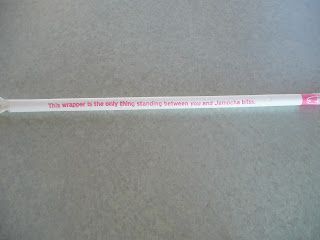 This wrapper is the only thing standing between you and Jamocha bliss.